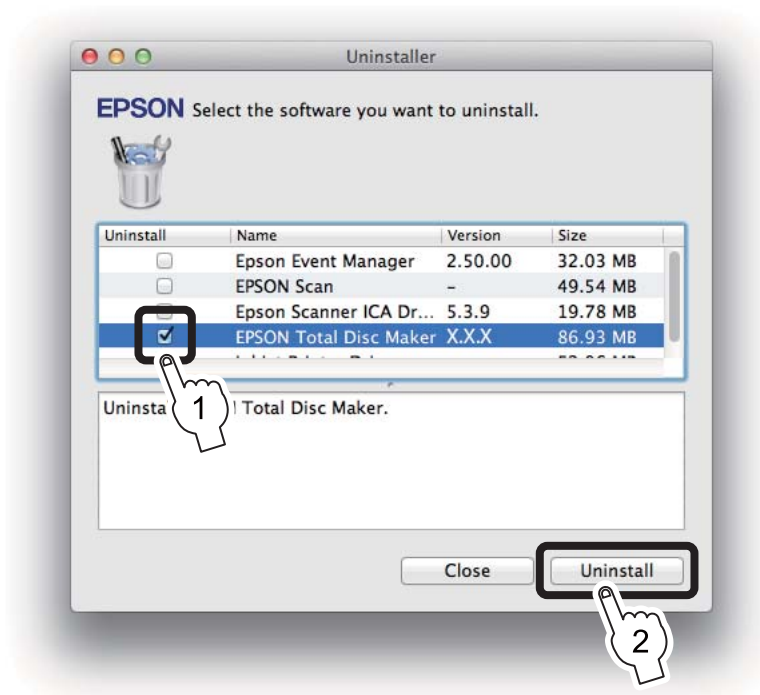 Uninstaller
EPSON Select the software you want to uninstall.
Uninstall Name Version Size
Epson Event Manager 2.50.00 32.03 MB
EPSON Scan - 49.54 MB
Epson Scanner ICA Dr... 5.3.9 19.78 MB
EPSON Total Disc Maker X.X.X 86.93 MB
1
Total Disc Maker.
Close Uninstall
2